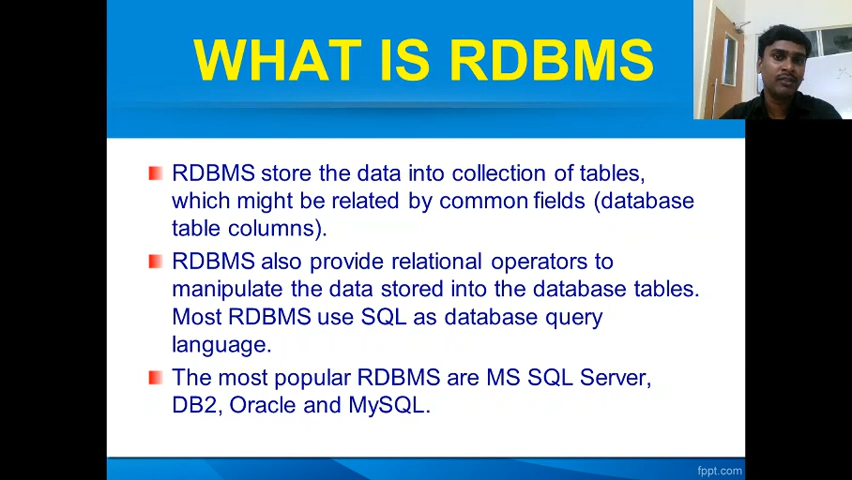 WHAT IS RDBMS
RDBMS store the data into collection of tables,
which might be related by common fields (database
table columns).
RDBMS also provide relational operators to
manipulate the data stored into the database tables.
Most RDBMS use SQL as database query
language.
The most popular RDBMS are MS SQL Server,
DB2, Oracle and MySQL.
fppt.com